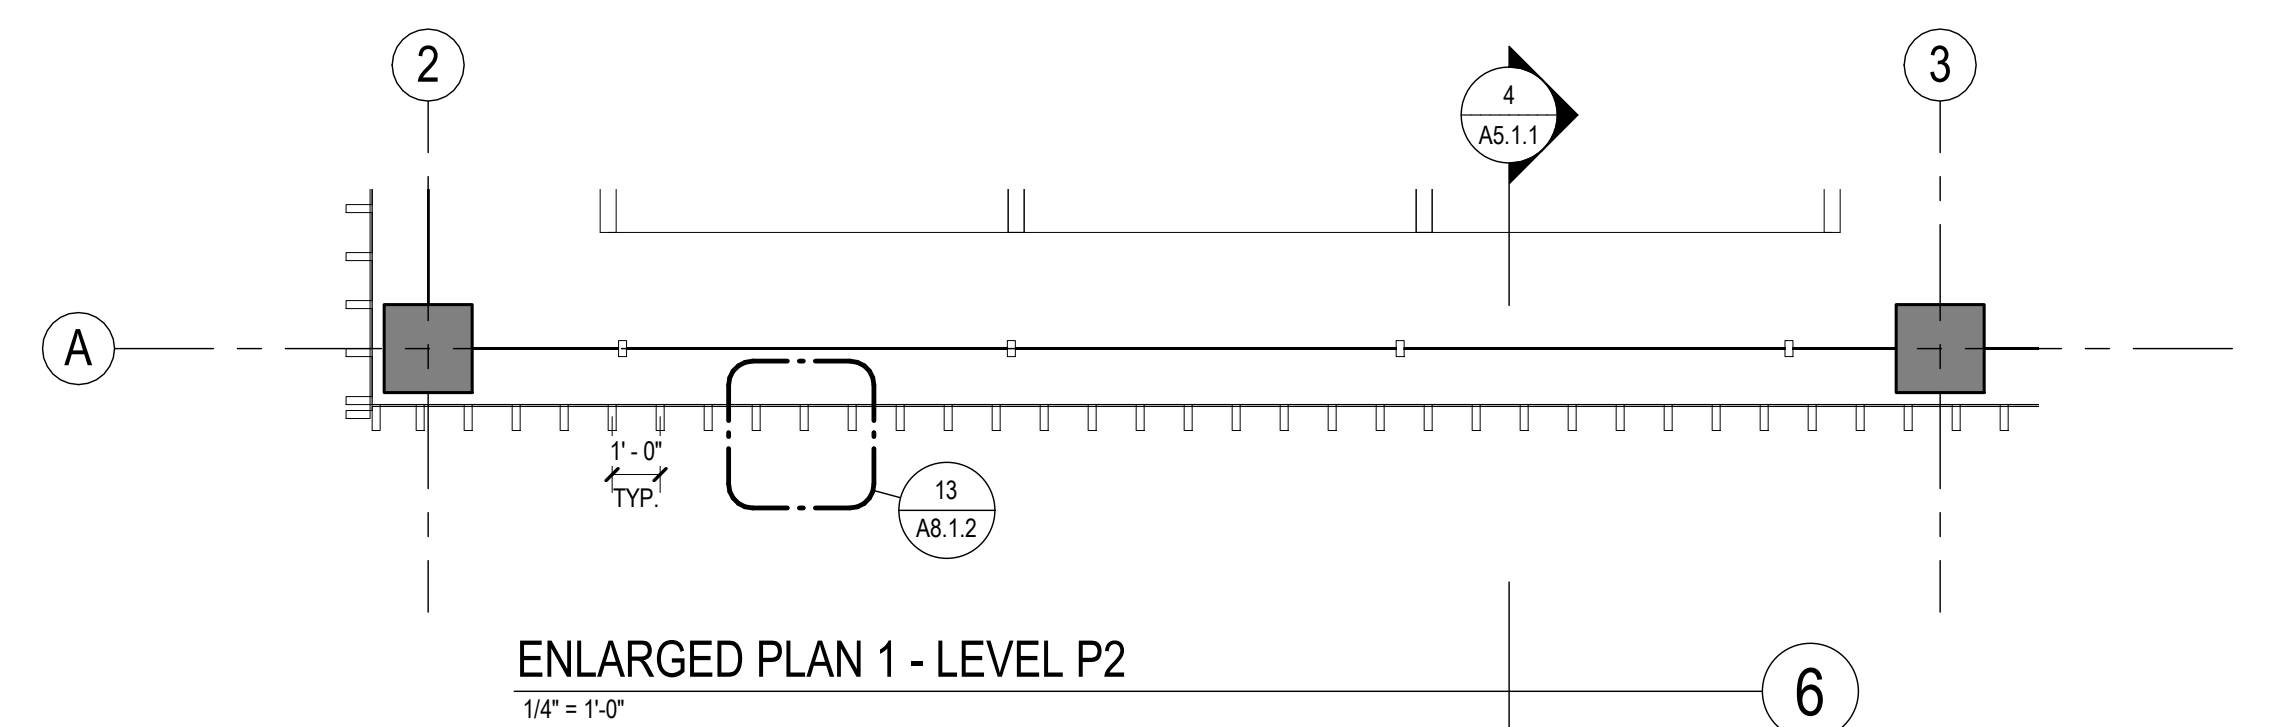 2
3
4
A5.1.1
A
1' - 0"
TYP.
13
A8.1.2
ENLARGED PLAN 1 - LEVEL P2
6
1/4" = 1'-0"